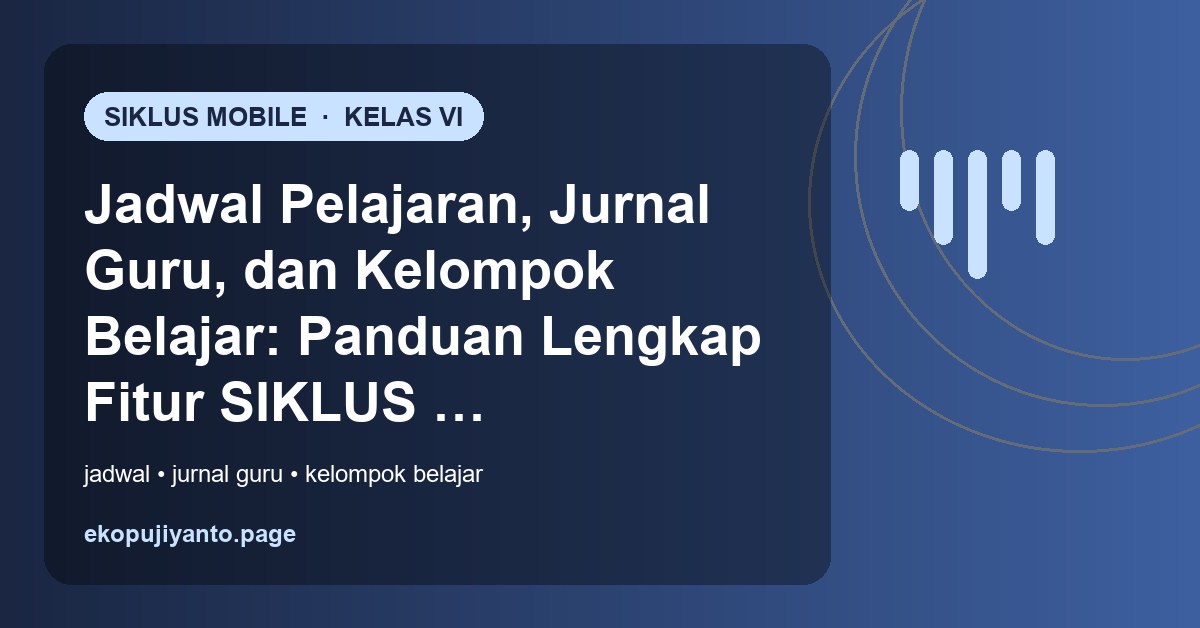 SIKLUS MOBILE · KELAS VI
Jadwal Pelajaran, Jurnal
Guru, dan Kelompok
Belajar: Panduan Lengkap
Fitur SIKLUS ...
jadwal • jurnal guru • kelompok belajar
ekopujiyanto.page